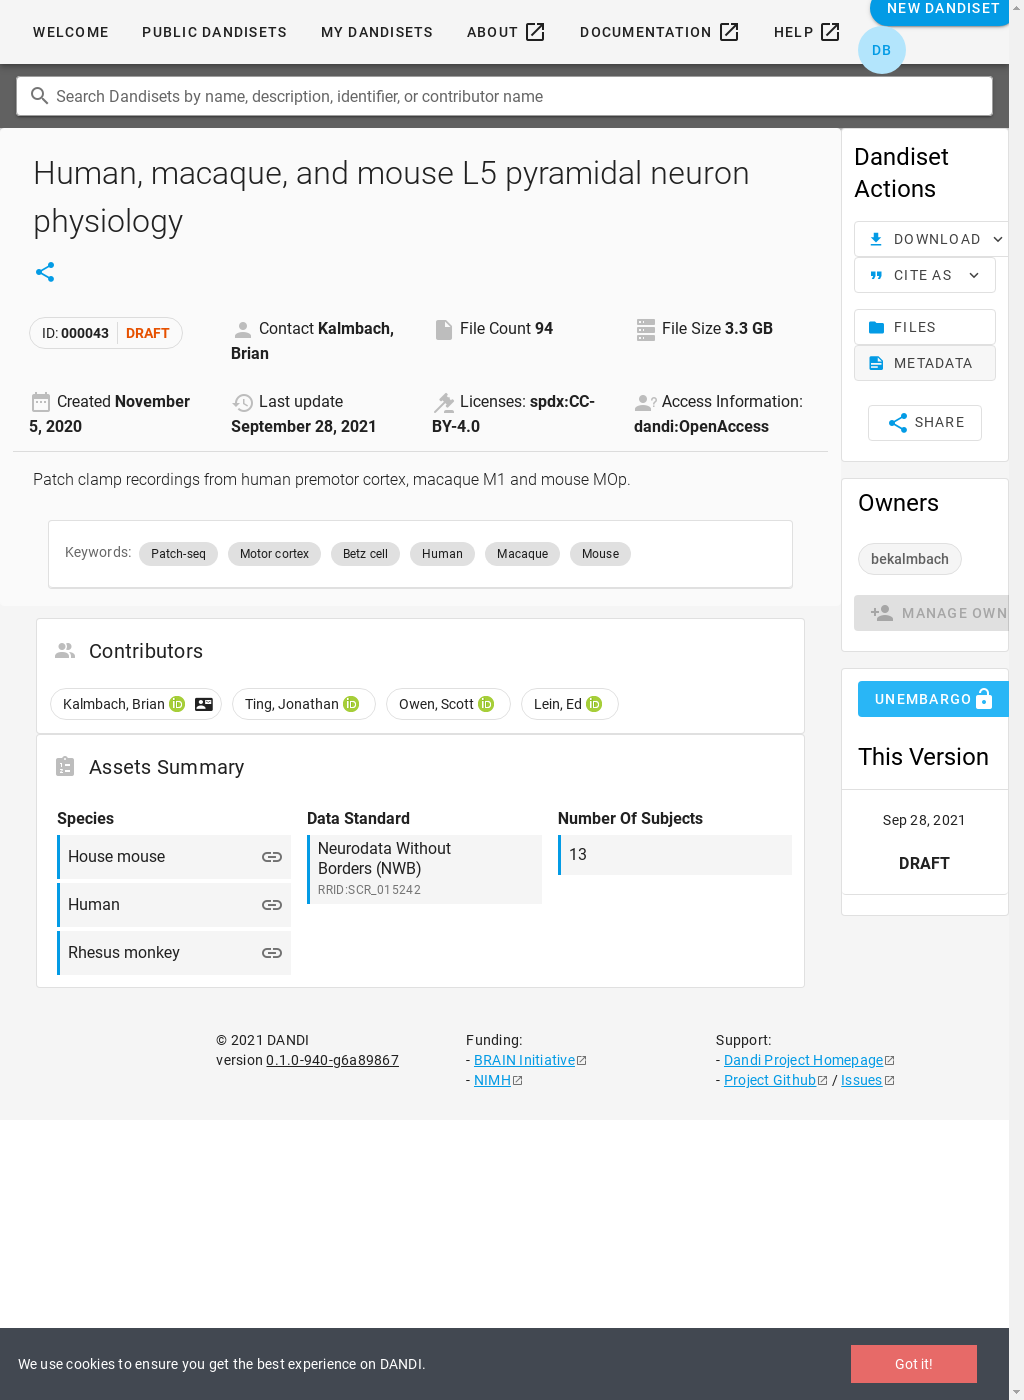 WELCOME
PUBLIC DANDISETS
MY DANDISETS
ABOUT
DOCUMENTATION
HELP
NEW DANDISET
DB
Search Dandisets by name, description, identifier, or contributor name
Human, macaque, and mouse L5 pyramidal neuron
physiology
ID: 000043 DRAFT
Contact Kalmbach,
Brian
File Count 94
File Size 3.3 GB
Created November
5, 2020
Last update
September 28, 2021
Licenses: spdx:CC-
BY-4.0
Access Information:
dandi:OpenAccess
Patch clamp recordings from human premotor cortex, macaque M1 and mouse MOp.
Keywords: Patch-seq Motor cortex Betz cell Human Macaque Mouse
Contributors
Kalmbach, Brian iD
Ting, Jonathan iD
Owen, Scott iD
Lein, Ed iD
Assets Summary
Species
House mouse
Human
Rhesus monkey
Data Standard
Neurodata Without
Borders (NWB)
RRID:SCR_015242
Number Of Subjects
13
Dandiset
Actions
DOWNLOAD
CITE AS
FILES
METADATA
SHARE
Owners
bekalmbach
MANAGE OWN
UNEMBARGO
This Version
Sep 28, 2021
DRAFT
© 2021 DANDI
version 0.1.0-940-g6a89867
Funding:
- BRAIN Initiative
- NIMH
Support:
- Dandi Project Homepage
- Project Github / Issues
We use cookies to ensure you get the best experience on DANDI.
Got it!